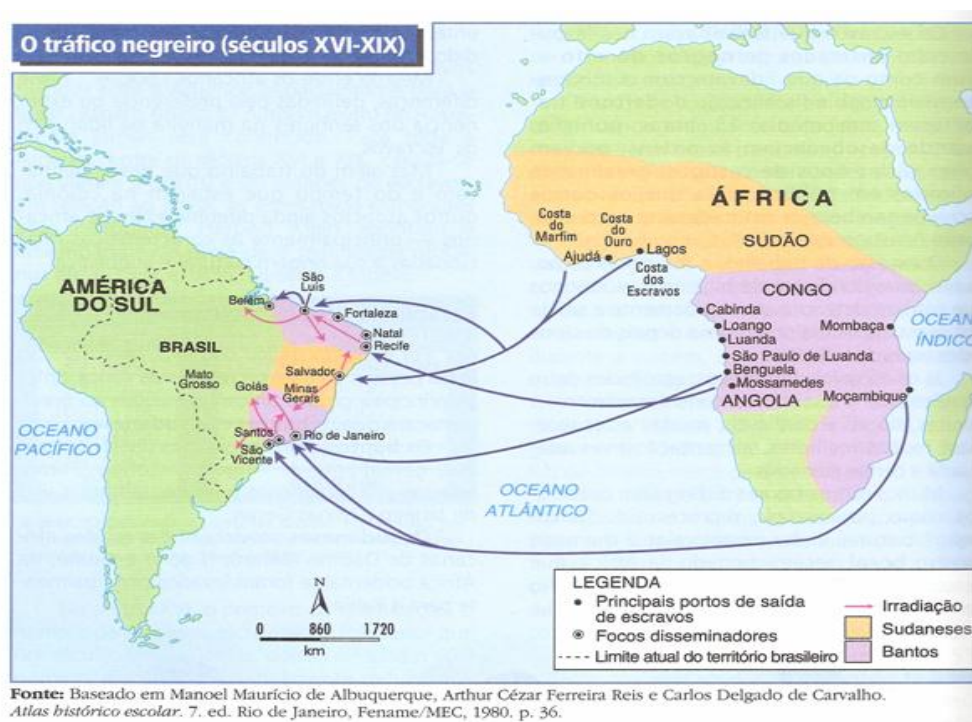 O tráfico negreiro (séculos XVI-XIX)
ÁFRICA
SUDÃO
Costa
do
Marfim
Costa
do
Ouro
Ajudá
Lagos
Costa
dos
Escravos
CONGO
Cabinda
Loango
Luanda
Mombaça
São Paulo de Luanda
Benguela
Mossamedes
Moçambique
ANGOLA
OCEANO
ÍNDICO
AMÉRICA
DO SUL
BRASIL
Belém
São
Luís
Fortaleza
Natal
Recife
Salvador
Mato
Grosso
Goiás
Minas
Gerais
Santos
São
Vicente
Rio de Janeiro
OCEANO
PACÍFICO
OCEANO
ATLÂNTICO
N
0 860 1720
km
LEGENDA
Principais portos de saída
de escravos
Focos disseminadores
Limite atual do território brasileiro
Irradiação
Sudaneses
Bantos
Fonte: Baseado em Manoel Maurício de Albuquerque, Arthur Cézar Ferreira Reis e Carlos Delgado de Carvalho.
Atlas histórico escolar. 7. ed. Rio de Janeiro, Fename/MEC, 1980. p. 36.